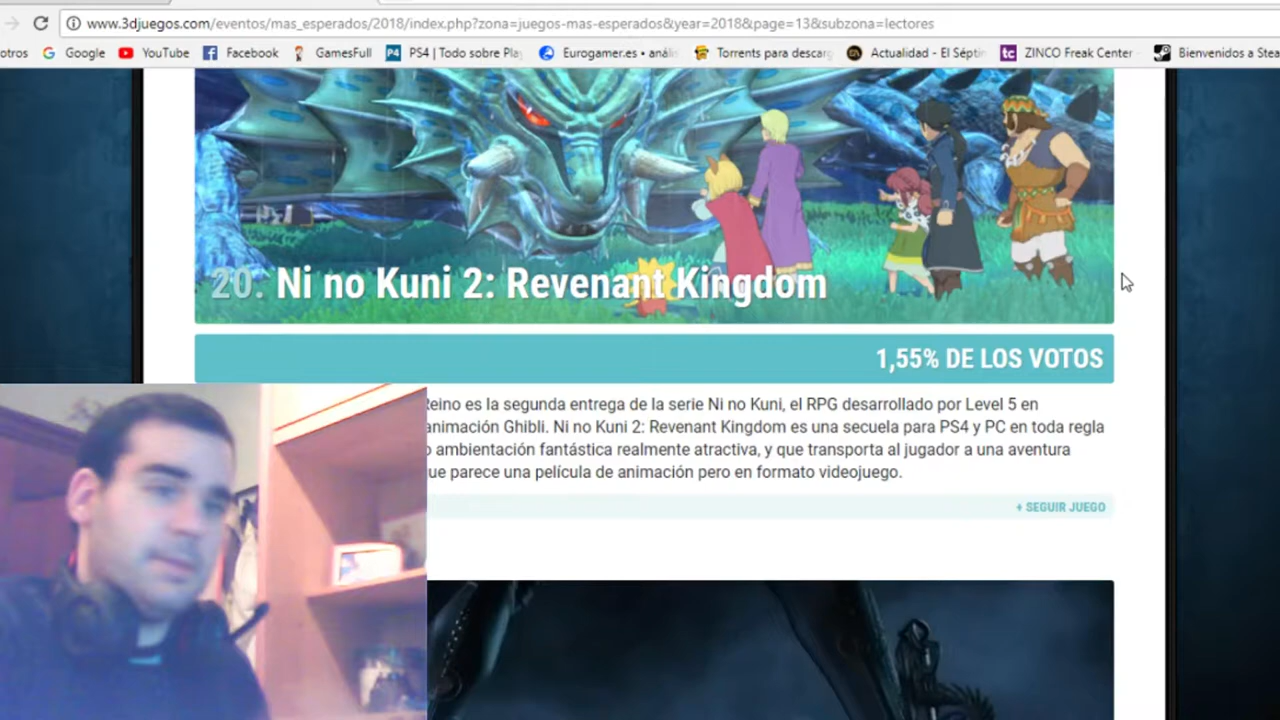 www.3djuegos.com/eventos/mas_esperados/2018/index.php?zona=juegos-mas-esperados&year=2018&page=13&subzona=lectores
otros Google YouTube Facebook GamesFull PS4 | Todo sobre Play Eurogamer.es • anális Torrents para descarg Actualidad - El Séptim ZINCO Freak Center Bienvenidos a Stea
20. Ni no Kuni 2: Revenant Kingdom
1,55% DE LOS VOTOS
Reino es la segunda entrega de la serie Ni no Kuni, el RPG desarrollado por Level 5 en
animación Ghibli. Ni no Kuni 2: Revenant Kingdom es una secuela para PS4 y PC en toda regla
o ambientación fantástica realmente atractiva, y que transporta al jugador a una aventura
que parece una película de animación pero en formato videojuego.
+ SEGUIR JUEGO